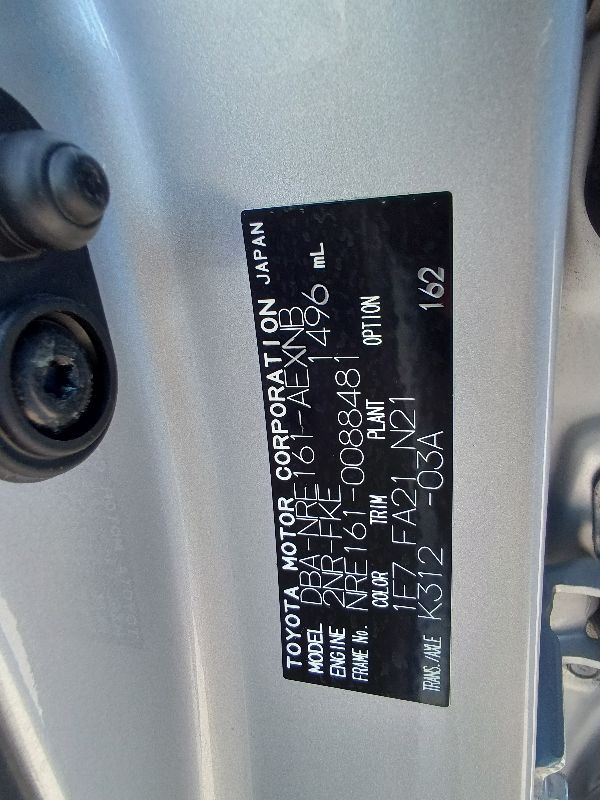 TOYOTA MOTOR CORPORATION JAPAN
MODEL DBA-NRE161-AEXNB
ENGINE 2NR-FKE 1496 mL
FRAME No. NRE161-0088481
COLOR TRIM PLANT OPTION
1F7 FA21 N21
TRANS./AXLE K312 -03A 162